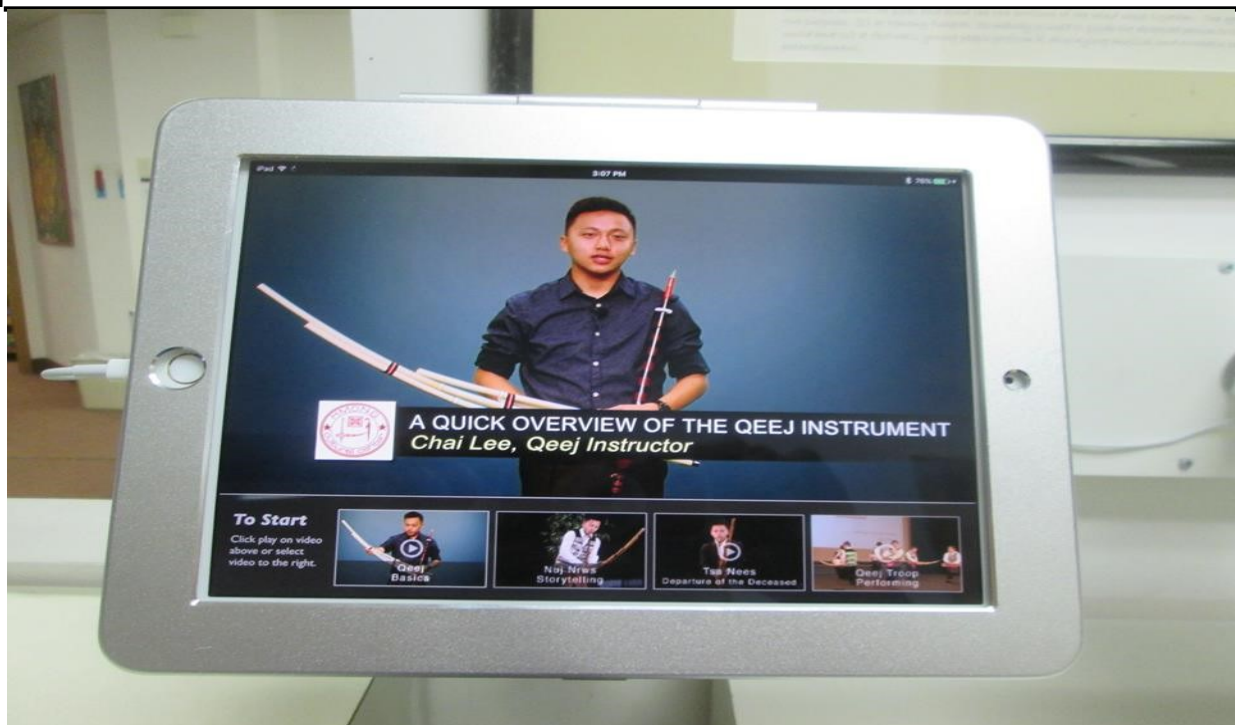 iPad
3:07 PM
76%
A QUICK OVERVIEW OF THE QEEJ INSTRUMENT
Chai Lee, Qeej Instructor
To Start
Click play on video
above or select
video to the right.
Qeej
Basics
Storytelling
Tsa Nees
Departure of the Deceased
Qeej Troop
Performing